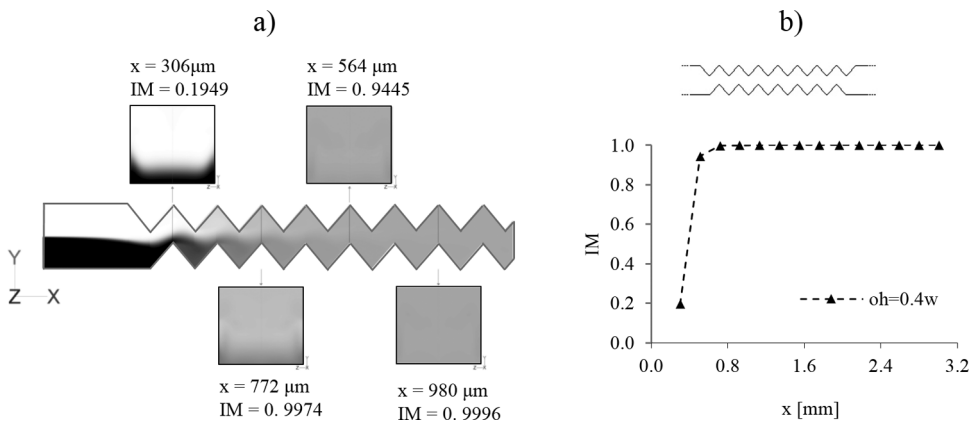 a)
x = 306μm
IM = 0.1949
x = 564 μm
IM = 0. 9445
Y
Z X
x = 772 μm
IM = 0. 9974
x = 980 μm
IM = 0. 9996
b)
1.0
0.8
0.6
0.4
0.2
0.0
IM
oh=0.4w
0.0 0.8 1.6 2.4 3.2
x [mm]